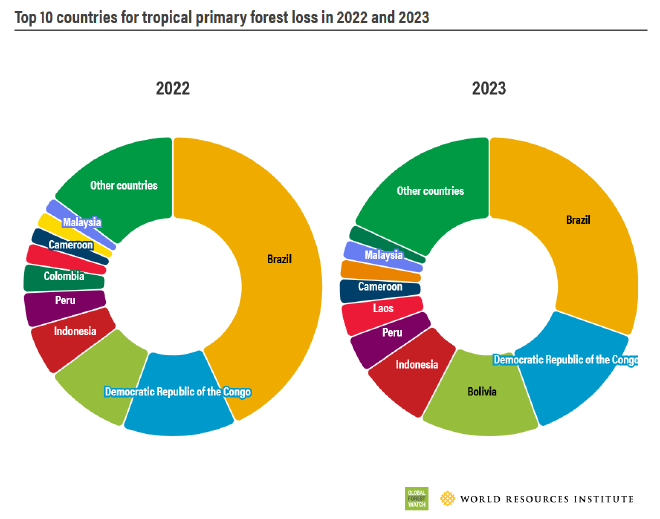 Top 10 countries for tropical primary forest loss in 2022 and 2023
2022
2023
Other countries
Malaysia
Cameroon
Colombia
Peru
Indonesia
Democratic Republic of the Congo
Brazil
Other countries
Malaysia
Cameroon
Laos
Peru
Indonesia
Bolivia
Democratic Republic of the Congo
Brazil
GLOBAL
FOREST
WATCH
WORLD RESOURCES INSTITUTE